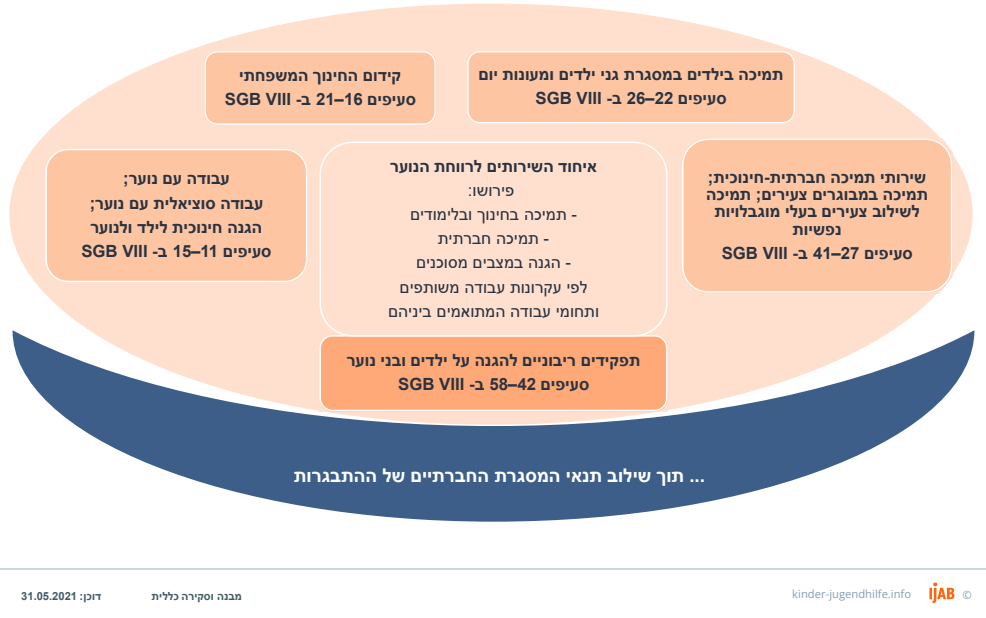 תמיכה בילדים במסגרת גני ילדים ומעונות יום
סעיפים 22–26 ב- SGB VIII
קידום החינוך המשפחתי
סעיפים 16–21 ב- SGB VIII
שירותי תמיכה חברתית-חינוכית;
תמיכה במבוגרים צעירים; תמיכה
לשילוב צעירים בעלי מוגבלויות
נפשיות
סעיפים 27–41 ב- SGB VIII
איחוד השירותים לרווחת הנוער
פירושו:
- תמיכה בחינוך ובלימודים
- תמיכה חברתית
- הגנה במצבים מסוכנים
לפי עקרונות עבודה משותפים
ותחומי עבודה המתואמים ביניהם
עבודה עם נוער;
עבודה סוציאלית עם נוער;
הגנה חינוכית לילד ולנוער
סעיפים 11–15 ב- SGB VIII
תפקידים ריבוניים להגנה על ילדים ובני נוער
סעיפים 42–58 ב- SGB VIII
... תוך שילוב תנאי המסגרת החברתיים של ההתבגרות
© IJAB kinder-jugendhilfe.info
מבנה וסקירה כללית
דוכן: 31.05.2021